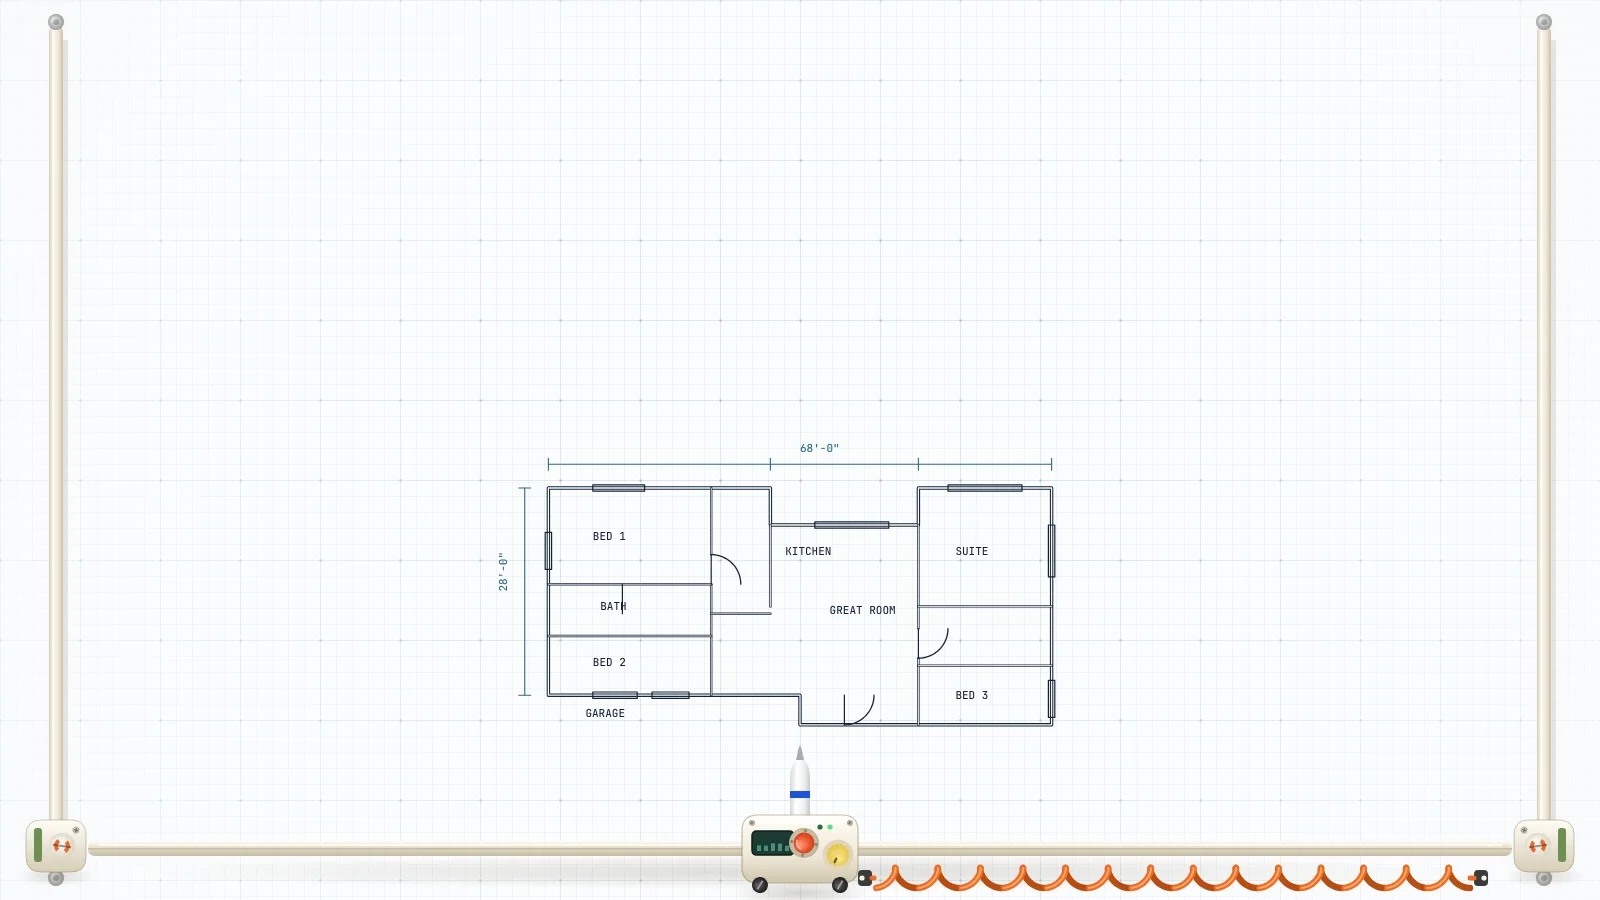 68'-0"
BED 1
KITCHEN
SUITE
28'-0"
BATH
GREAT ROOM
BED 2
BED 3
GARAGE